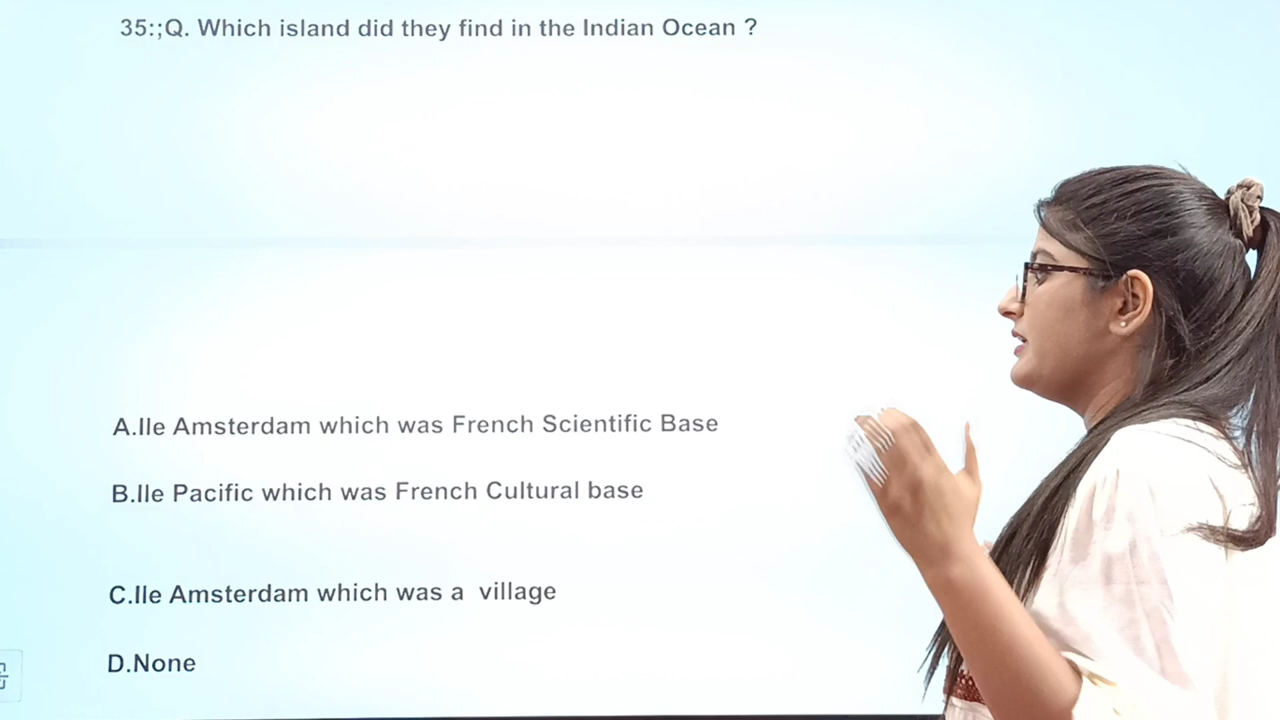 35:;Q. Which island did they find in the Indian Ocean ?
A.Ile Amsterdam which was French Scientific Base
B.Ile Pacific which was French Cultural base
C.Ile Amsterdam which was a village
D.None